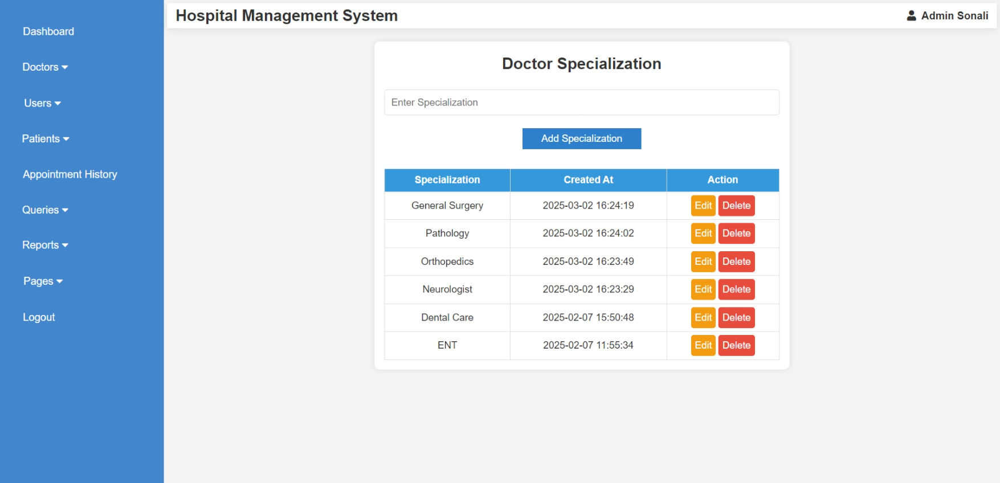 Hospital Management System
Admin Sonali
Dashboard
Doctors
Users
Patients
Appointment History
Queries
Reports
Pages
Logout
Doctor Specialization
Enter Specialization
Add Specialization
Specialization Created At Action
General Surgery 2025-03-02 16:24:19 Edit Delete
Pathology 2025-03-02 16:24:02 Edit Delete
Orthopedics 2025-03-02 16:23:49 Edit Delete
Neurologist 2025-03-02 16:23:29 Edit Delete
Dental Care 2025-02-07 15:50:48 Edit Delete
ENT 2025-02-07 11:55:34 Edit Delete